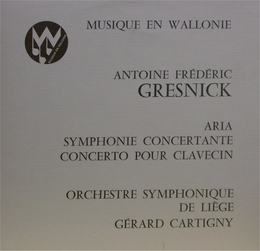 MUSIQUE EN WALLONIE
ANTOINE FRÉDÉRIC
GRESNICK
ARIA
SYMPHONIE CONCERTANTE
CONCERTO POUR CLAVECIN
ORCHESTRE SYMPHONIQUE
DE LIÈGE
GÉRARD CARTIGNY